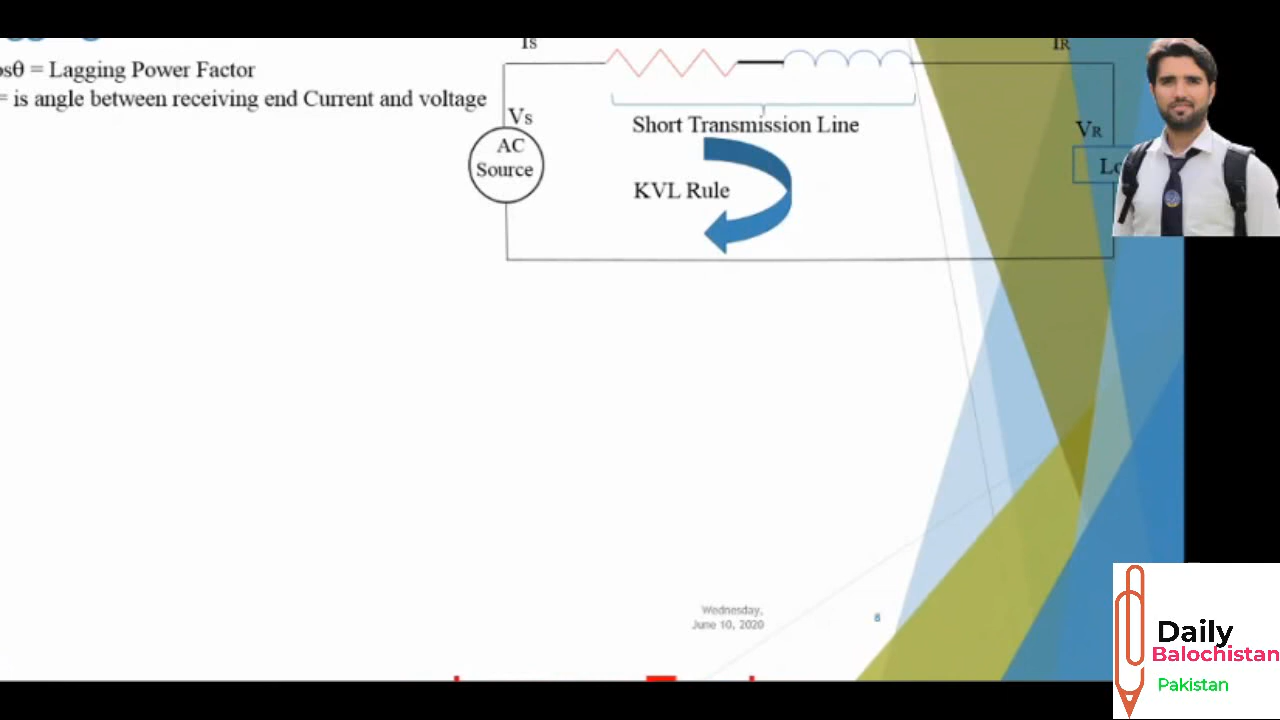 Is
IR
osθ = Lagging Power Factor
= is angle between receiving end Current and voltage
Vs
AC
Source
Short Transmission Line
VR
KVL Rule
Wednesday,
June 10, 2020
8
Daily
Balochistan
Pakistan